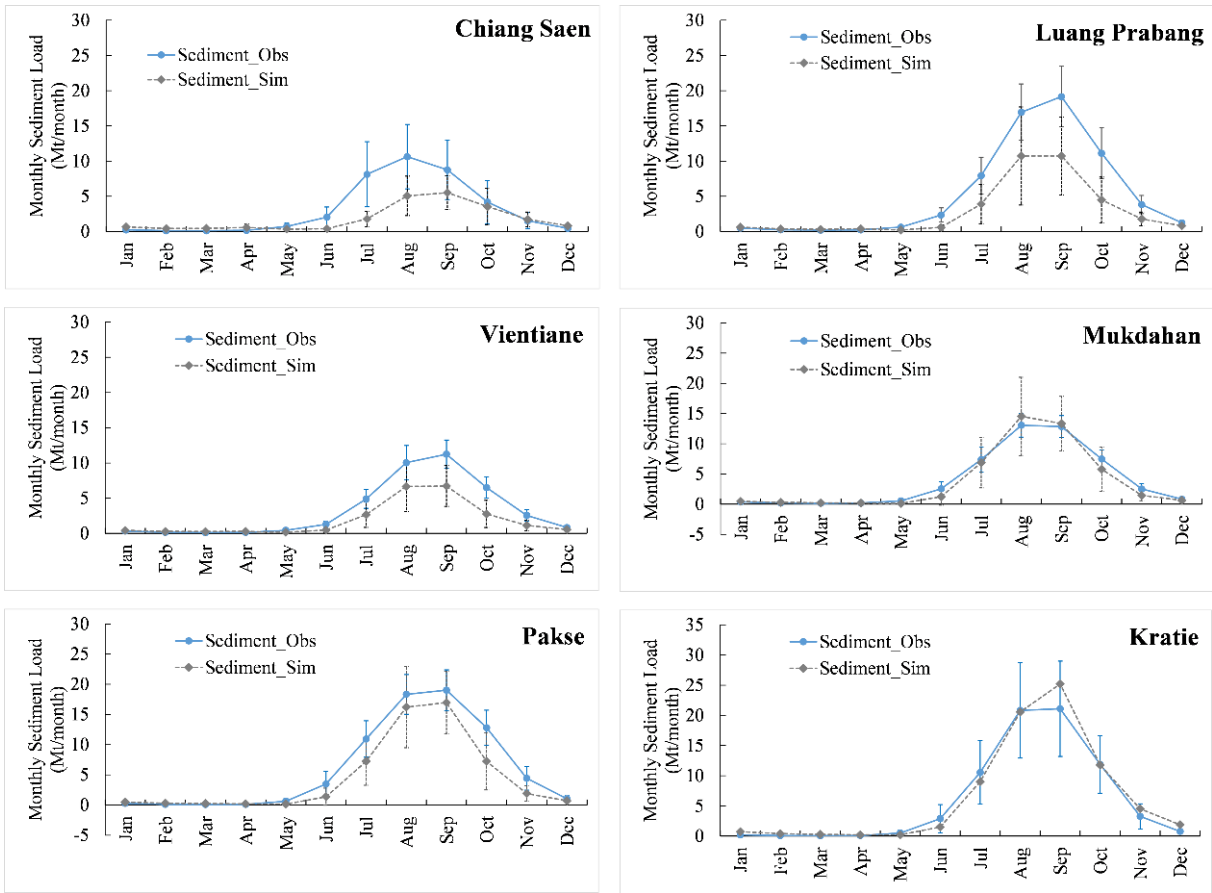 Chiang Saen
Sediment_Obs
Sediment_Sim
Monthly Sediment Load
(Mt/month)
30
25
20
15
10
5
0
Jan Feb Mar Apr May Jun Jul Aug Sep Oct Nov Dec
Luang Prabang
Sediment_Obs
Sediment_Sim
Monthly Sediment Load
(Mt/month)
30
25
20
15
10
5
0
Jan Feb Mar Apr May Jun Jul Aug Sep Oct Nov Dec
Vientiane
Sediment_Obs
Sediment_Sim
Monthly Sediment Load
(Mt/month)
30
25
20
15
10
5
0
Jan Feb Mar Apr May Jun Jul Aug Sep Oct Nov Dec
Mukdahan
Sediment_Obs
Sediment_Sim
Monthly Sediment Load
(Mt/month)
30
25
20
15
10
5
0
-5
Jan Feb Mar Apr May Jun Jul Aug Sep Oct Nov Dec
Pakse
Sediment_Obs
Sediment_Sim
Monthly Sediment Load
(Mt/month)
30
25
20
15
10
5
0
-5
Jan Feb Mar Apr May Jun Jul Aug Sep Oct Nov Dec
Kratie
Sediment_Obs
Sediment_Sim
Monthly Sediment Load
(Mt/month)
35
30
25
20
15
10
5
0
Jan Feb Mar Apr May Jun Jul Aug Sep Oct Nov Dec